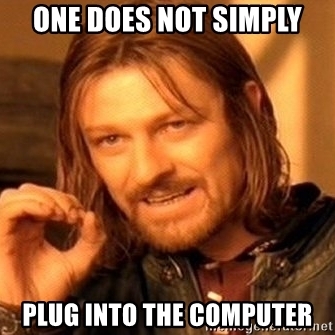 ONE DOES NOT SIMPLY
PLUG INTO THE COMPUTER